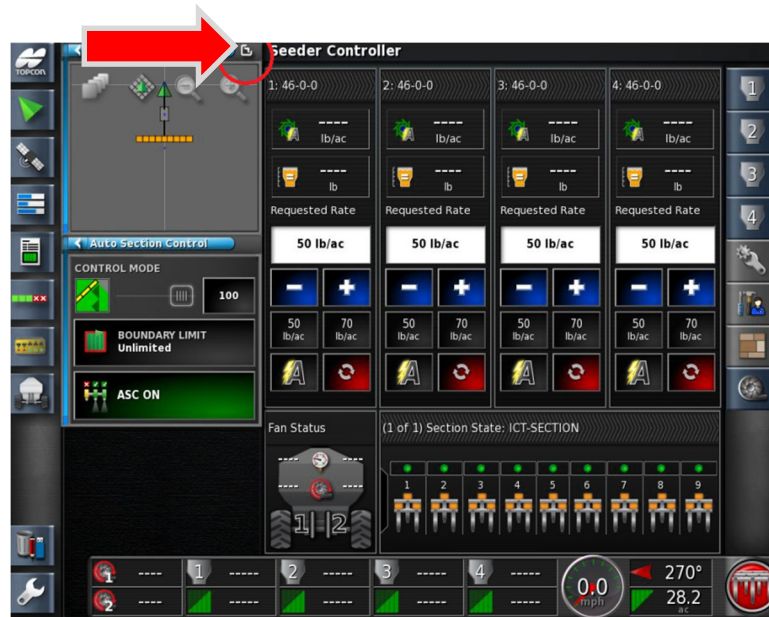 TOPCON
Seeder Controller
1: 46-0-0
2: 46-0-0
3: 46-0-0
4: 46-0-0
1
2
3
4
---- lb/ac
---- lb/ac
---- lb/ac
---- lb/ac
---- lb
---- lb
---- lb
---- lb
Requested Rate
Requested Rate
Requested Rate
Requested Rate
50 lb/ac
50 lb/ac
50 lb/ac
50 lb/ac
50 lb/ac
70 lb/ac
50 lb/ac
70 lb/ac
50 lb/ac
70 lb/ac
50 lb/ac
70 lb/ac
A
A
A
A
Auto Section Control
CONTROL MODE
100
BOUNDARY LIMIT
Unlimited
ASC ON
Fan Status
1 2
(1 of 1) Section State: ICT-SECTION
1 2 3 4 5 6 7 8 9
1 ----
2 ----
1 -----
-----
2 -----
-----
3 -----
-----
4 -----
-----
0.0
mph
270°
28.2
ac